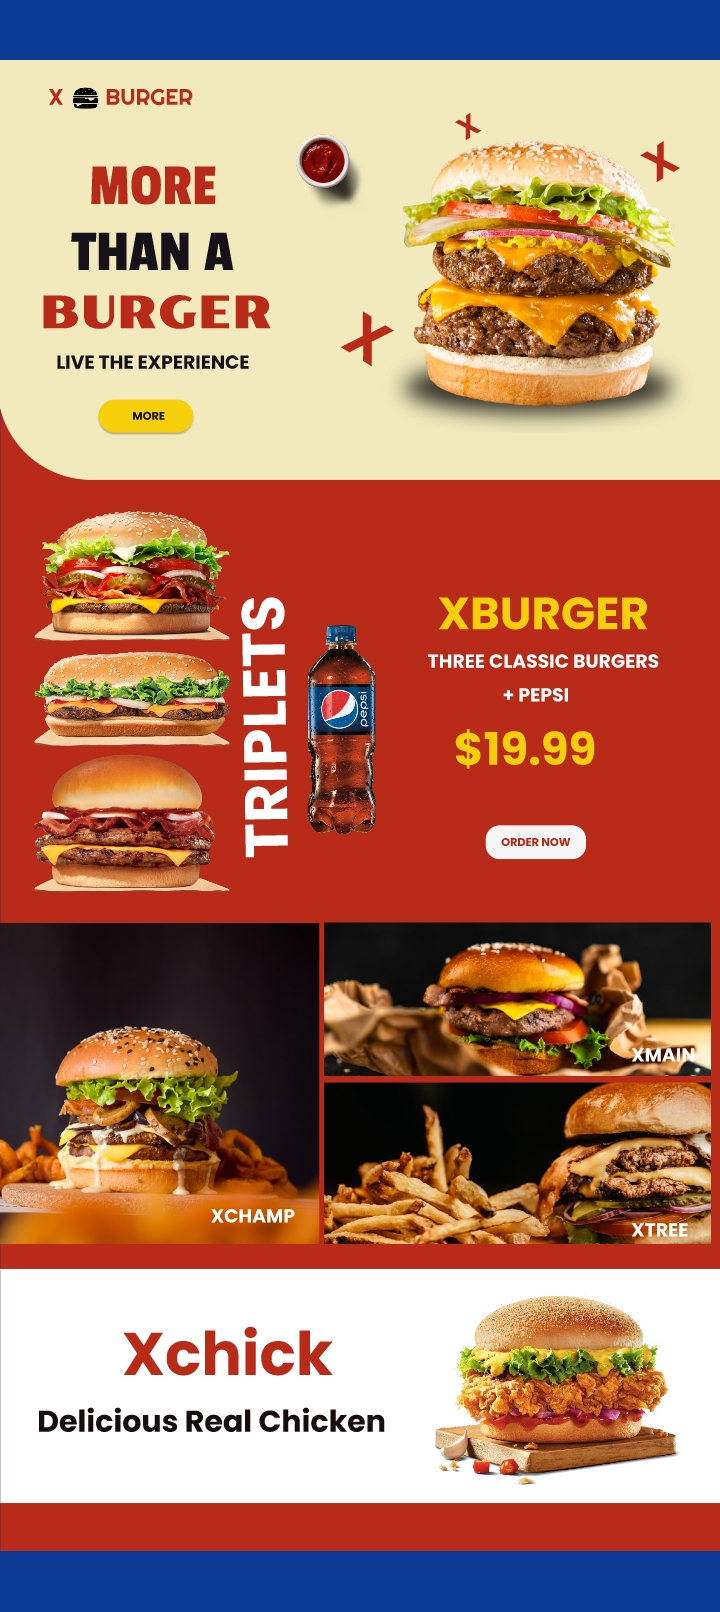 X BURGER
MORE
THAN A
BURGER
LIVE THE EXPERIENCE
MORE
TRIPLETS
pepsi
XBURGER
THREE CLASSIC BURGERS
+ PEPSI
$19.99
ORDER NOW
XCHAMP
XMAIN
XTREE
Xchick
Delicious Real Chicken